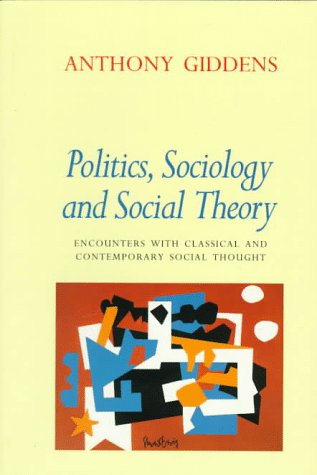 ANTHONY GIDDENS
Politics, Sociology
and Social Theory
ENCOUNTERS WITH CLASSICAL AND
CONTEMPORARY SOCIAL THOUGHT